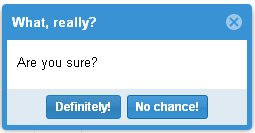 What, really?
Are you sure?
Definitely! No chance!